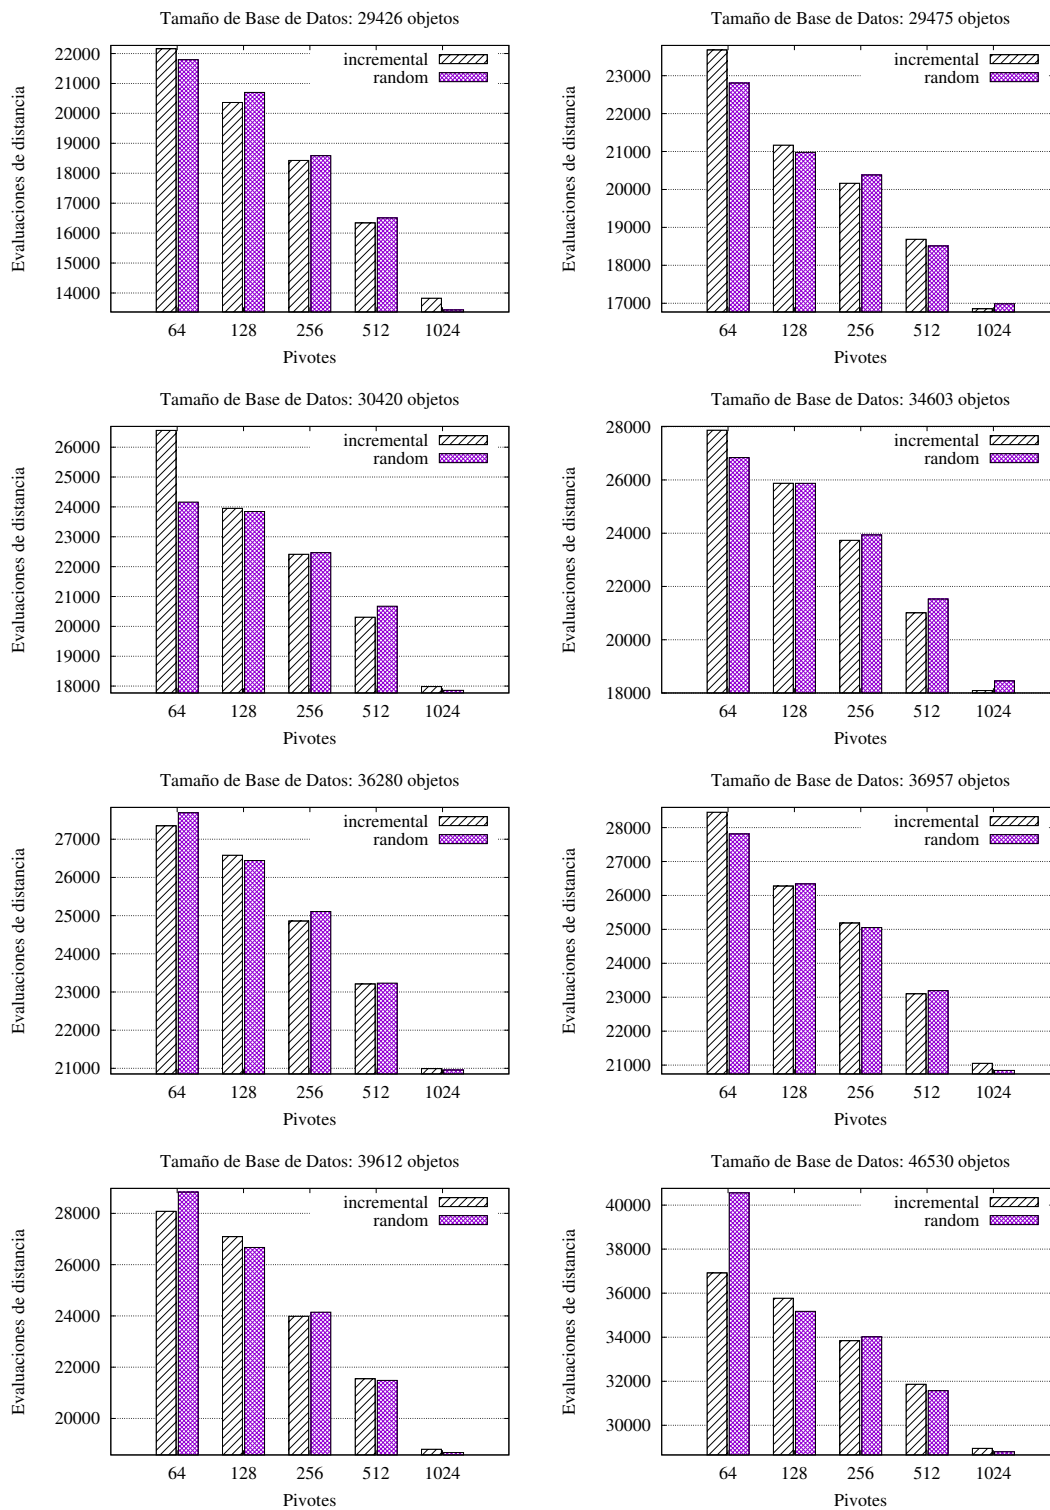 Tamaño de Base de Datos: 29426 objetos
Evaluaciones de distancia
22000
21000
20000
19000
18000
17000
16000
15000
14000
incremental
random
64 128 256 512 1024
Pivotes
Tamaño de Base de Datos: 29475 objetos
Evaluaciones de distancia
23000
22000
21000
20000
19000
18000
17000
incremental
random
64 128 256 512 1024
Pivotes
Tamaño de Base de Datos: 30420 objetos
Evaluaciones de distancia
26000
25000
24000
23000
22000
21000
20000
19000
18000
incremental
random
64 128 256 512 1024
Pivotes
Tamaño de Base de Datos: 34603 objetos
Evaluaciones de distancia
28000
26000
24000
22000
20000
18000
incremental
random
64 128 256 512 1024
Pivotes
Tamaño de Base de Datos: 36280 objetos
Evaluaciones de distancia
27000
26000
25000
24000
23000
22000
21000
incremental
random
64 128 256 512 1024
Pivotes
Tamaño de Base de Datos: 36957 objetos
Evaluaciones de distancia
28000
27000
26000
25000
24000
23000
22000
21000
incremental
random
64 128 256 512 1024
Pivotes
Tamaño de Base de Datos: 39612 objetos
Evaluaciones de distancia
28000
26000
24000
22000
20000
incremental
random
64 128 256 512 1024
Pivotes
Tamaño de Base de Datos: 46530 objetos
Evaluaciones de distancia
40000
38000
36000
34000
32000
30000
incremental
random
64 128 256 512 1024
Pivotes